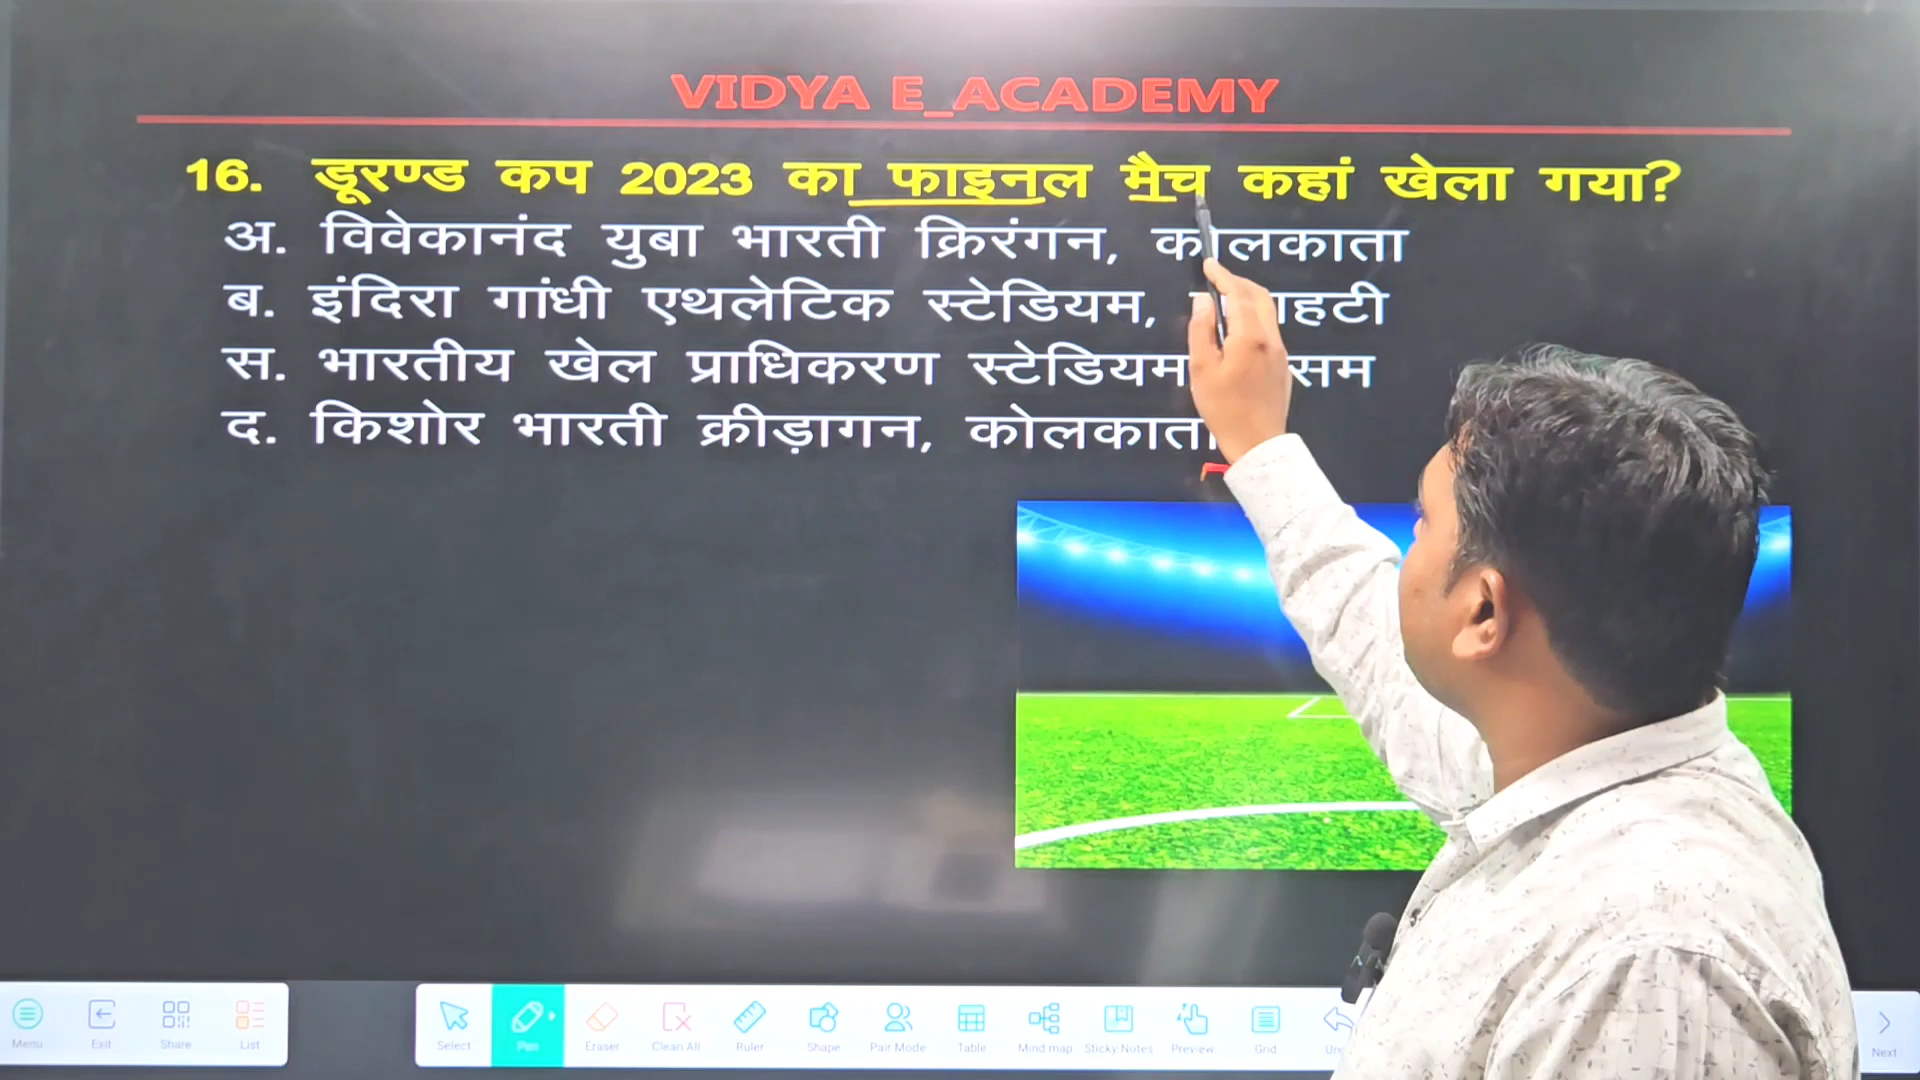 VIDYA E_ACADEMY
16. डूरण्ड कप 2023 का फाइनल मैच कहां खेला गया?
अ. विवेकानंद युबा भारती क्रिरंगन, कोलकाता
ब. इंदिरा गांधी एथलेटिक स्टेडियम,
स. भारतीय खेल प्राधिकरण स्टेडियम
द. किशोर भारती क्रीड़ागन, कोलकाता
Menu Exit Share List Select Pen Eraser Clean All Ruler Shape Pair Mode Table Mind map Sticky Notes Preview Grid Next